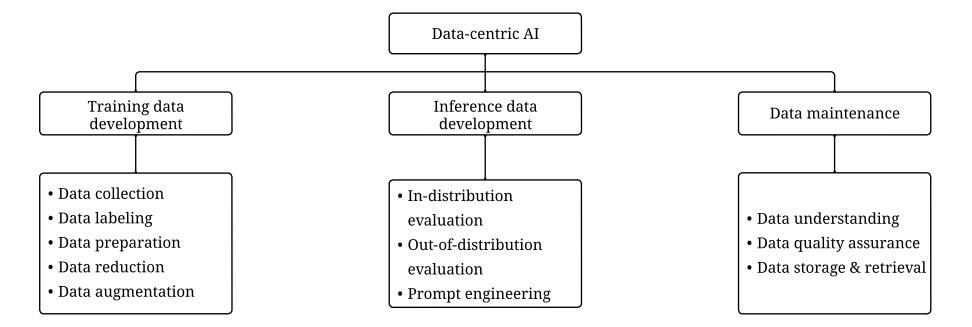 Data-centric AI
Training data
development
Inference data
development
Data maintenance
• Data collection
• Data labeling
• Data preparation
• Data reduction
• Data augmentation
• In-distribution
evaluation
• Out-of-distribution
evaluation
• Prompt engineering
• Data understanding
• Data quality assurance
• Data storage & retrieval